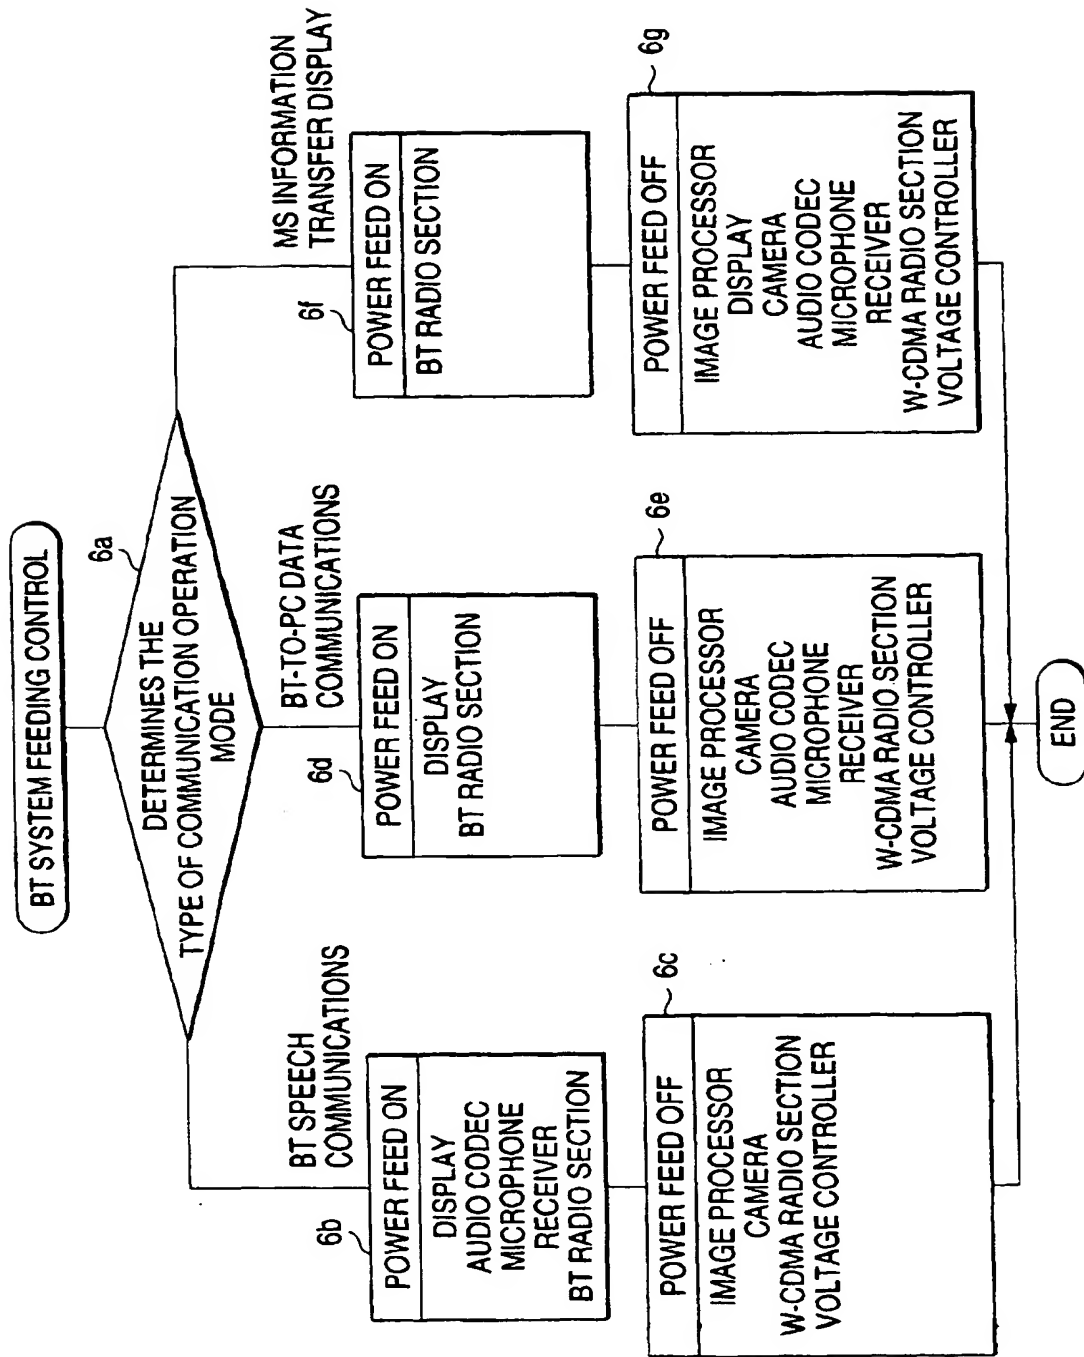 BT SYSTEM FEEDING CONTROL
6a
DETERMINES THE
TYPE OF COMMUNICATION OPERATION
MODE
BT SPEECH
COMMUNICATIONS
6b
POWER FEED ON
DISPLAY
AUDIO CODEC
MICROPHONE
RECEIVER
BT RADIO SECTION
6c
POWER FEED OFF
IMAGE PROCESSOR
CAMERA
W-CDMA RADIO SECTION
VOLTAGE CONTROLLER
BT-TO-PC DATA
COMMUNICATIONS
6d
POWER FEED ON
DISPLAY
BT RADIO SECTION
6e
POWER FEED OFF
IMAGE PROCESSOR
CAMERA
AUDIO CODEC
MICROPHONE
RECEIVER
W-CDMA RADIO SECTION
VOLTAGE CONTROLLER
MS INFORMATION
TRANSFER DISPLAY
6f
POWER FEED ON
BT RADIO SECTION
6g
POWER FEED OFF
IMAGE PROCESSOR
DISPLAY
CAMERA
AUDIO CODEC
MICROPHONE
RECEIVER
W-CDMA RADIO SECTION
VOLTAGE CONTROLLER
END